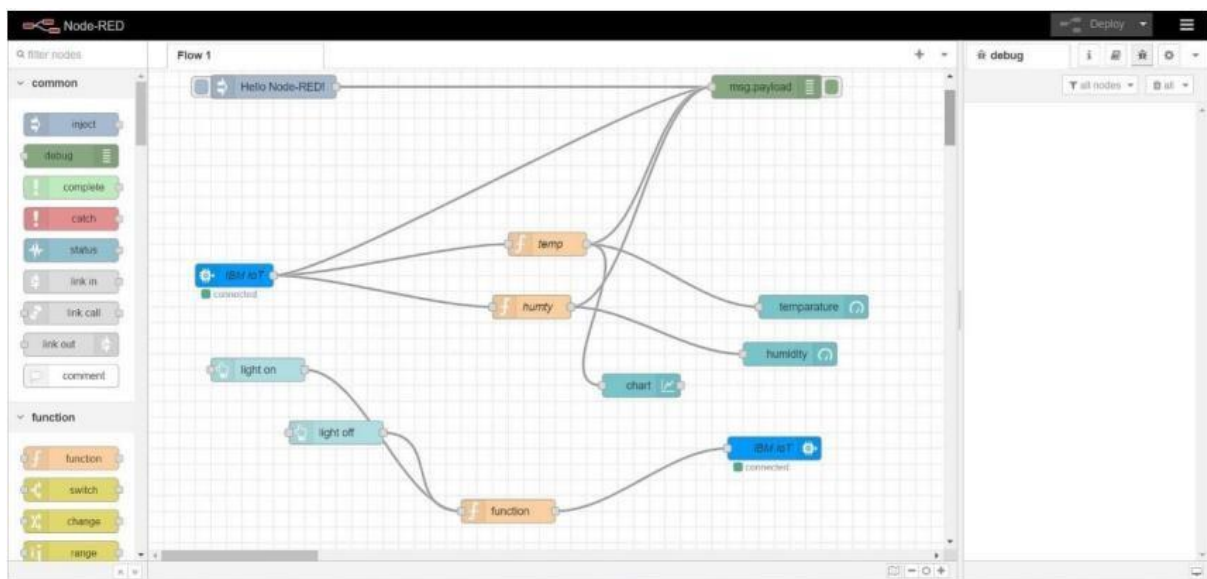 Node-RED
Deploy
filter nodes
Flow 1
debug
i
all nodes
all
common
inject
debug
complete
catch
status
link in
link call
link out
comment
function
function
switch
change
range
Hello Node-RED!
msg.payload
temp
IBM IoT
connected
humty
temparature
humidity
light on
chart
light off
IBM IoT
connected
function